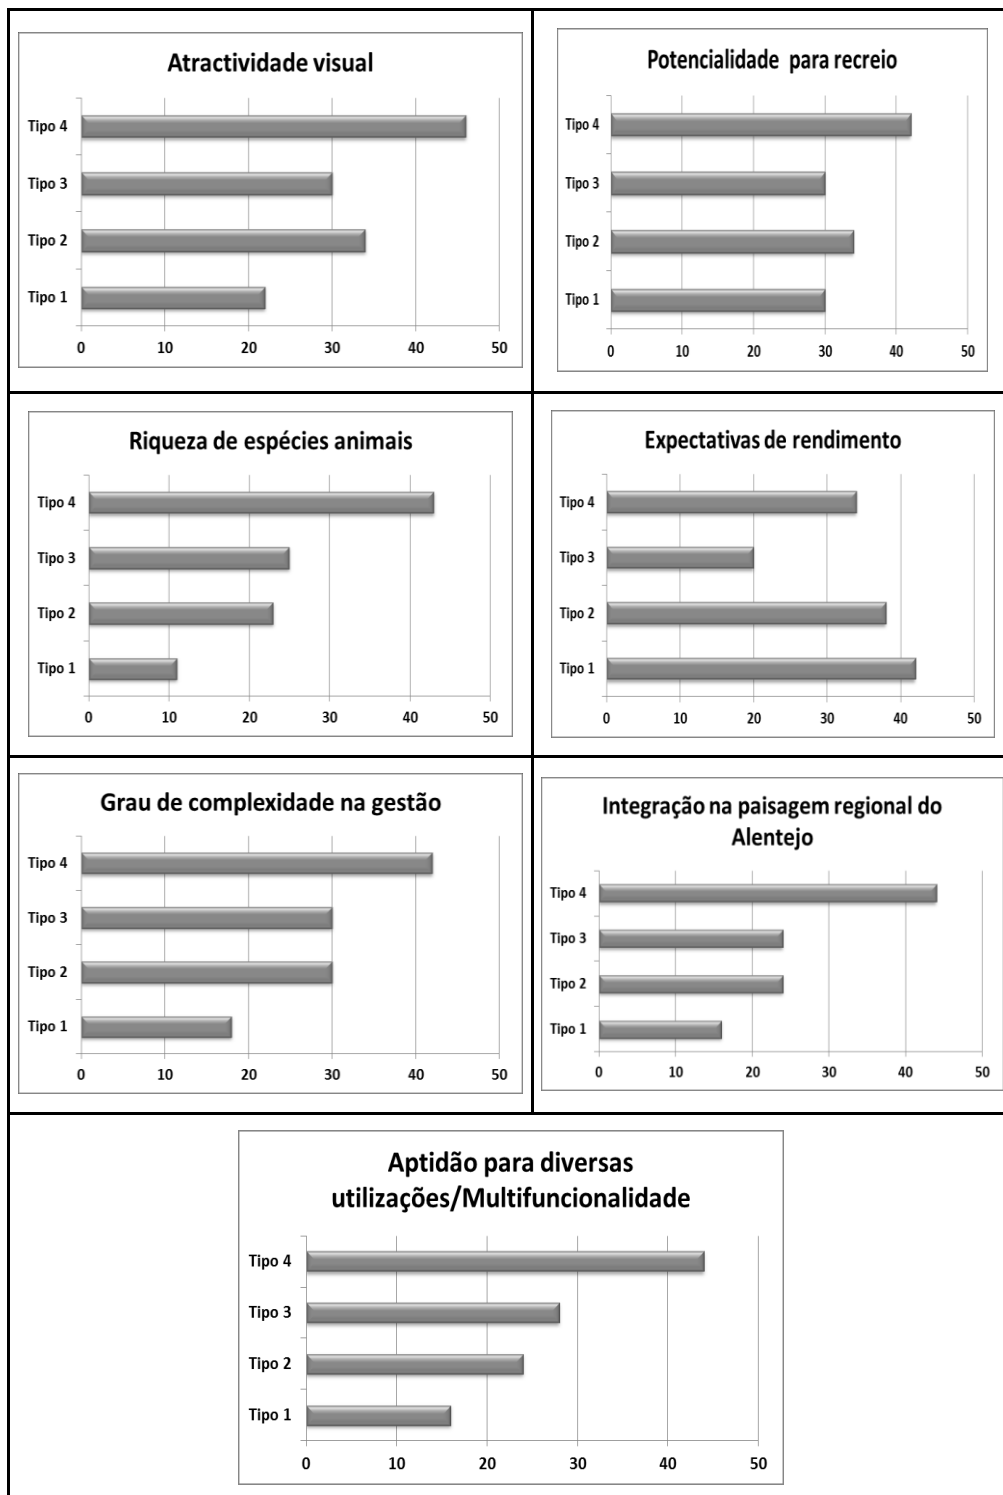 Atractividade visual
Tipo 4
Tipo 3
Tipo 2
Tipo 1
0 10 20 30 40 50
Potencialidade para recreio
Tipo 4
Tipo 3
Tipo 2
Tipo 1
0 10 20 30 40 50
Riqueza de espécies animais
Tipo 4
Tipo 3
Tipo 2
Tipo 1
0 10 20 30 40 50
Expectativas de rendimento
Tipo 4
Tipo 3
Tipo 2
Tipo 1
0 10 20 30 40 50
Grau de complexidade na gestão
Tipo 4
Tipo 3
Tipo 2
Tipo 1
0 10 20 30 40 50
Integração na paisagem regional do
Alentejo
Tipo 4
Tipo 3
Tipo 2
Tipo 1
0 10 20 30 40 50
Aptidão para diversas
utilizações/Multifuncionalidade
Tipo 4
Tipo 3
Tipo 2
Tipo 1
0 10 20 30 40 50